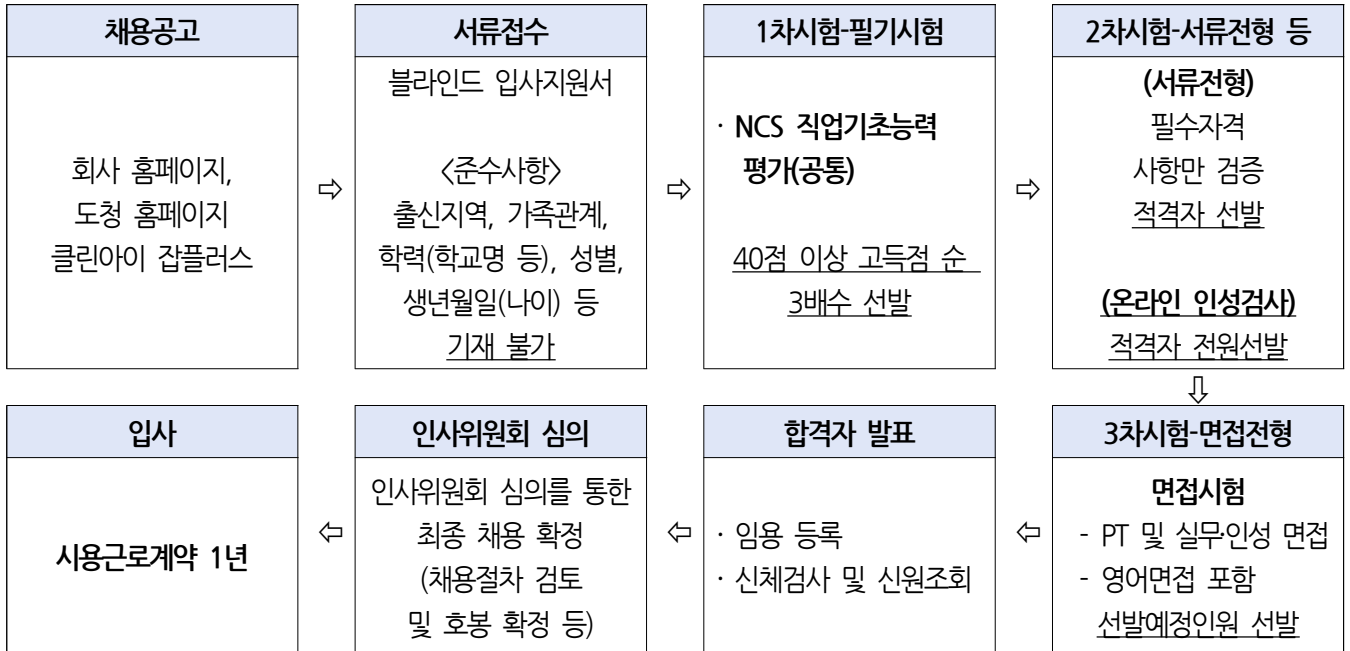 채용공고
회사 홈페이지,
도청 홈페이지
클린아이 잡플러스
⇨
서류접수
블라인드 입사지원서
<준수사항>
출신지역, 가족관계,
학력(학교명 등), 성별,
생년월일(나이) 등
기재 불가
⇨
1차시험-필기시험
· NCS 직업기초능력
평가(공통)
40점 이상 고득점 순
3배수 선발
⇨
2차시험-서류전형 등
(서류전형)
필수자격
사항만 검증
적격자 선발
(온라인 인성검사)
적격자 전원선발
⇩
3차시험-면접전형
면접시험
- PT 및 실무·인성 면접
- 영어면접 포함
선발예정인원 선발
⇦
합격자 발표
· 임용 등록
· 신체검사 및 신원조회
⇦
인사위원회 심의
인사위원회 심의를 통한
최종 채용 확정
(채용절차 검토
및 호봉 확정 등)
⇦
입사
시용근로계약 1년